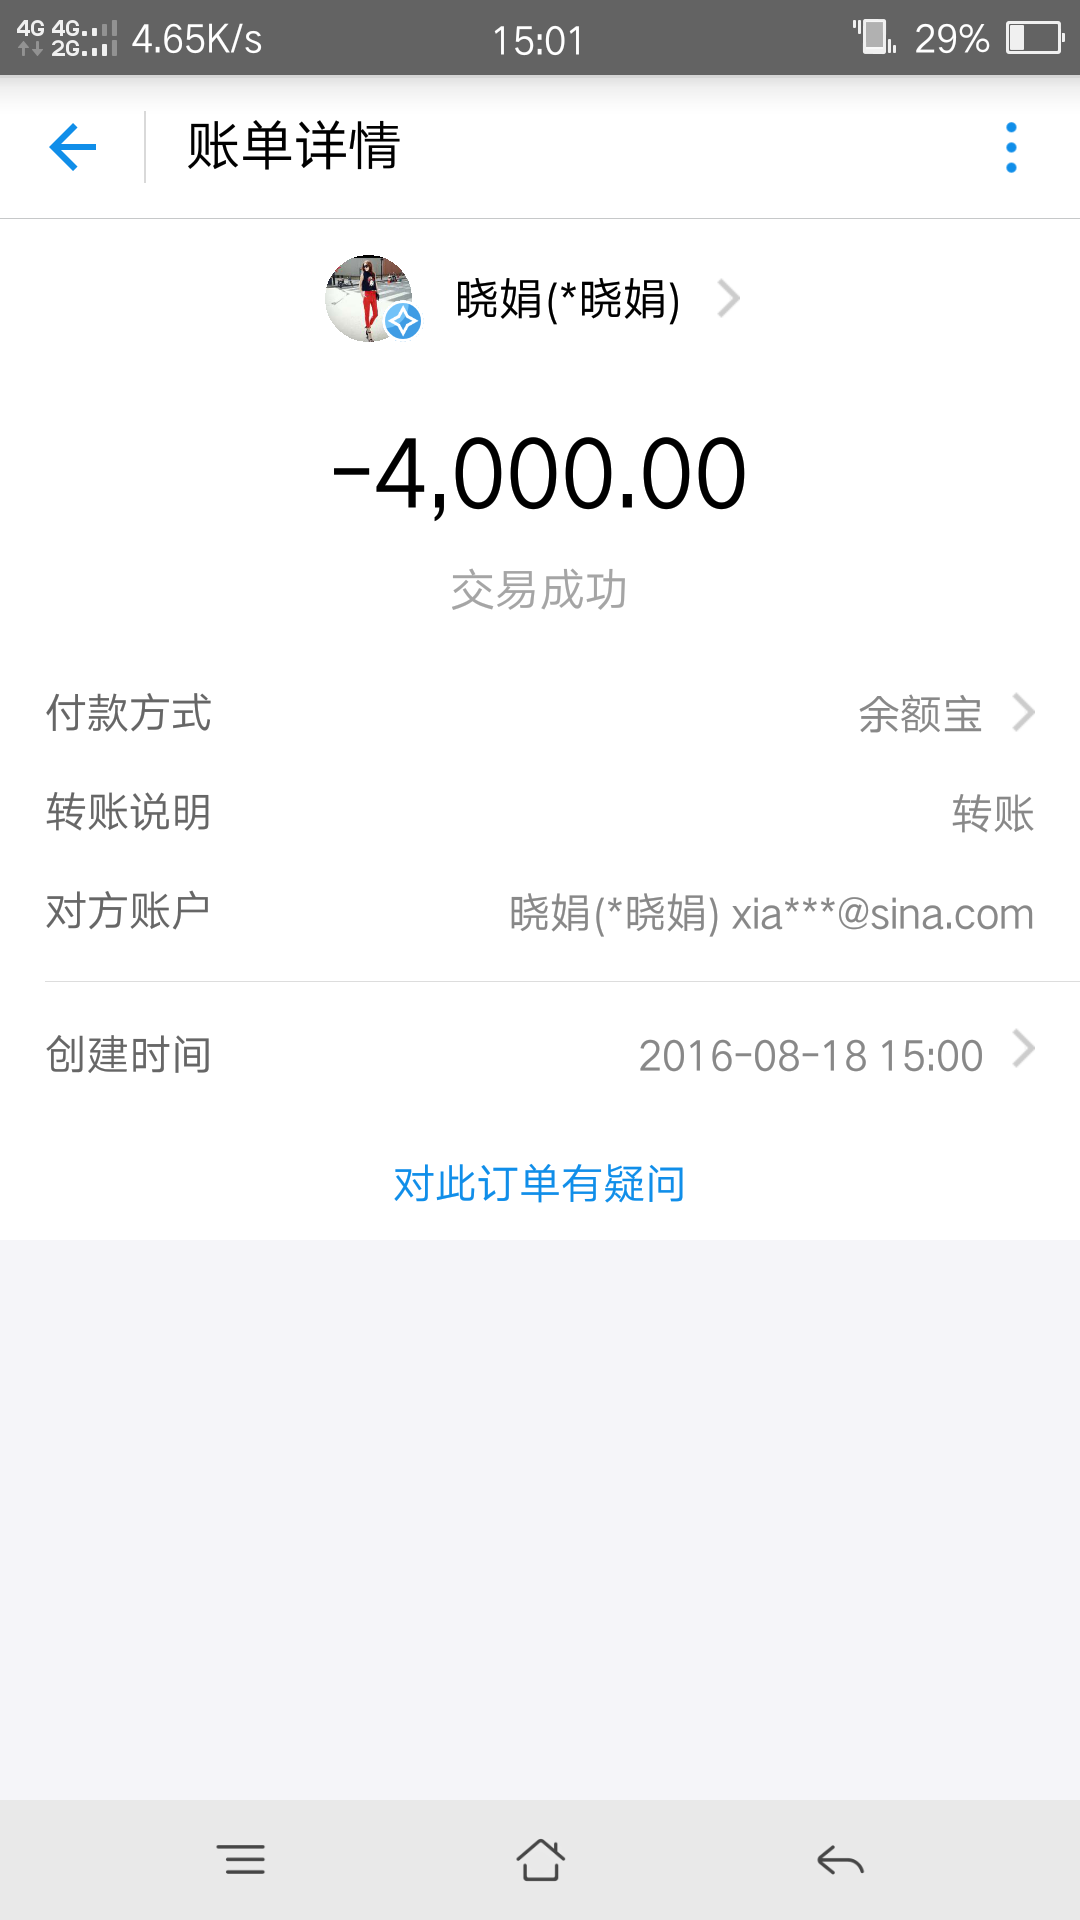 4G 4G 4.65K/s 15:01 29%
2G
账单详情
晓娟(*晓娟)
-4,000.00
交易成功
付款方式 余额宝
转账说明 转账
对方账户 晓娟(*晓娟) xia***@sina.com
创建时间 2016-08-18 15:00
对此订单有疑问